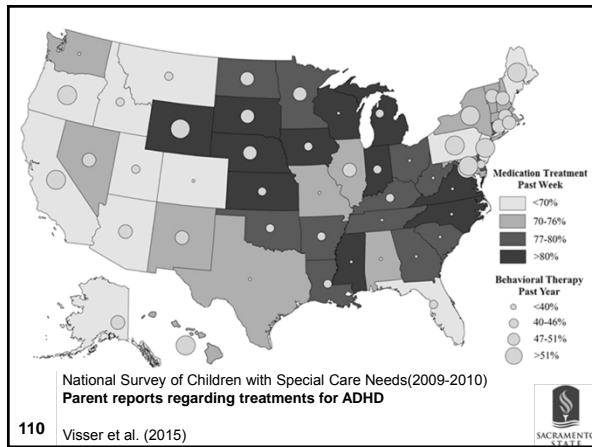 Medication Treatment
Past Week
<70%
70-76%
77-80%
>80%
Behavioral Therapy
Past Year
<40%
40-46%
47-51%
>51%
National Survey of Children with Special Care Needs(2009-2010)
Parent reports regarding treatments for ADHD
110 Visser et al. (2015)
SACRAMENTO
STATE